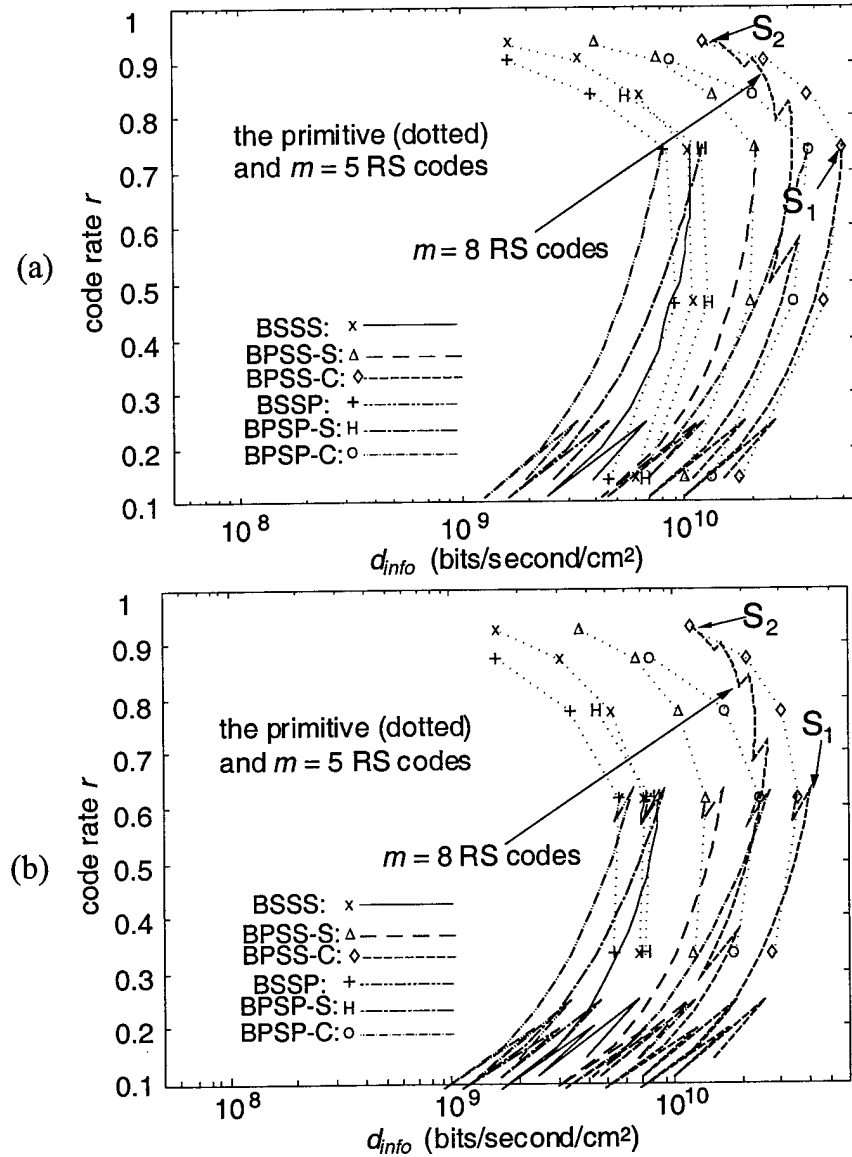 (a)
code rate r
1
0.9
0.8
0.7
0.6
0.5
0.4
0.3
0.2
0.1
S2
S1
the primitive (dotted)
and m = 5 RS codes
m = 8 RS codes
BSSS:
BPSS-S:
BPSS-C:
BSSP:
BPSP-S:
BPSP-C:
10^8
10^9
10^10
d_info (bits/second/cm²)
(b)
code rate r
1
0.9
0.8
0.7
0.6
0.5
0.4
0.3
0.2
0.1
S2
S1
the primitive (dotted)
and m = 5 RS codes
m = 8 RS codes
BSSS:
BPSS-S:
BPSS-C:
BSSP:
BPSP-S:
BPSP-C:
10^8
10^9
10^10
d_info (bits/second/cm²)